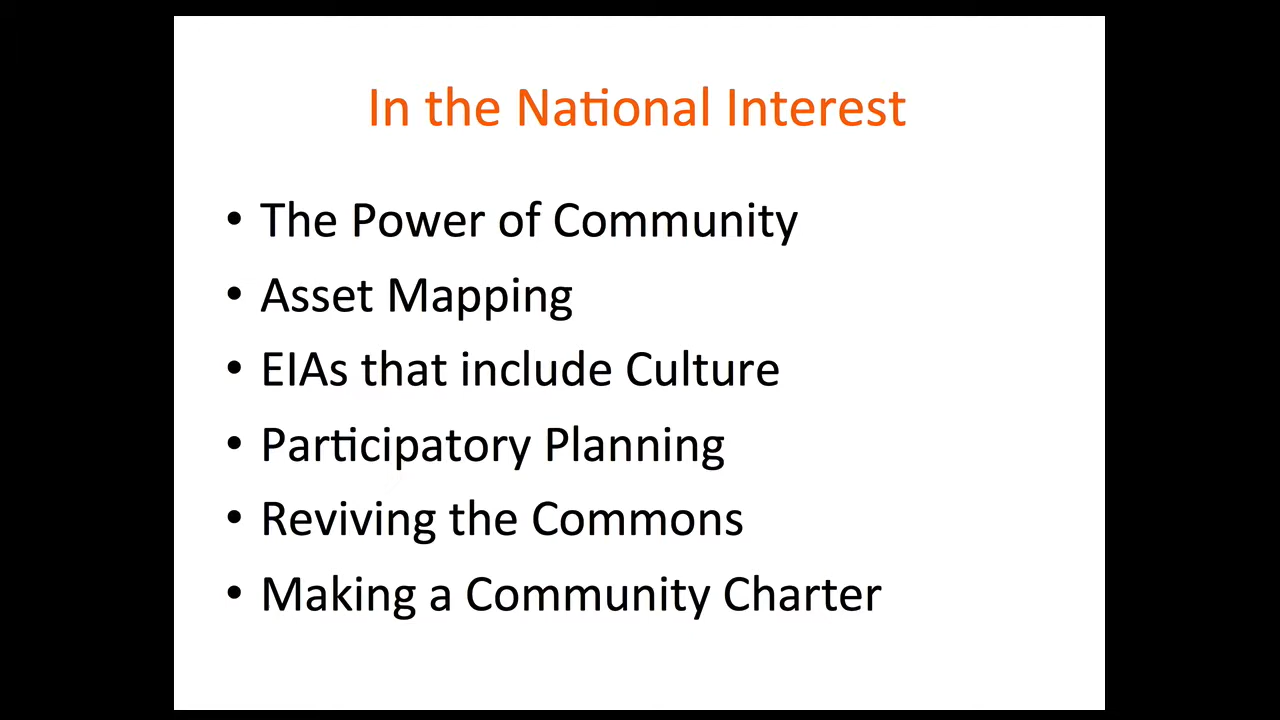 In the National Interest
• The Power of Community
• Asset Mapping
• EIAs that include Culture
• Participatory Planning
• Reviving the Commons
• Making a Community Charter